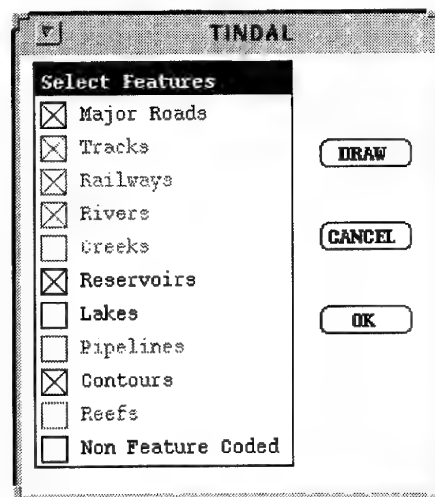 TINDAL
Select Features
Major Roads
Tracks
Railways
Rivers
Creeks
Reservoirs
Lakes
Pipelines
Contours
Reefs
Non Feature Coded
DRAW
CANCEL
OK